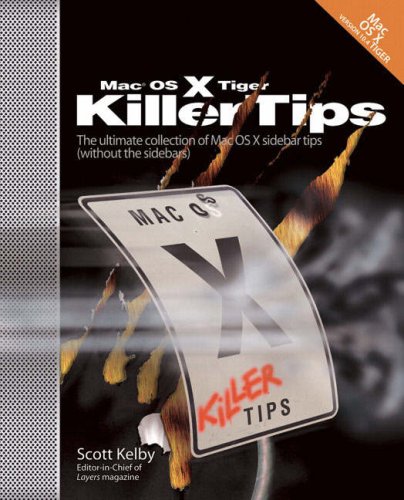 Mac OS X
VERSION 10.4 TIGER
Mac® OS X Tiger
Killer Tips
The ultimate collection of Mac OS X sidebar tips
(without the sidebars)
MAC OS
X
KiLLER
TIPS
Scott Kelby
Editor-in-Chief of
Layers magazine